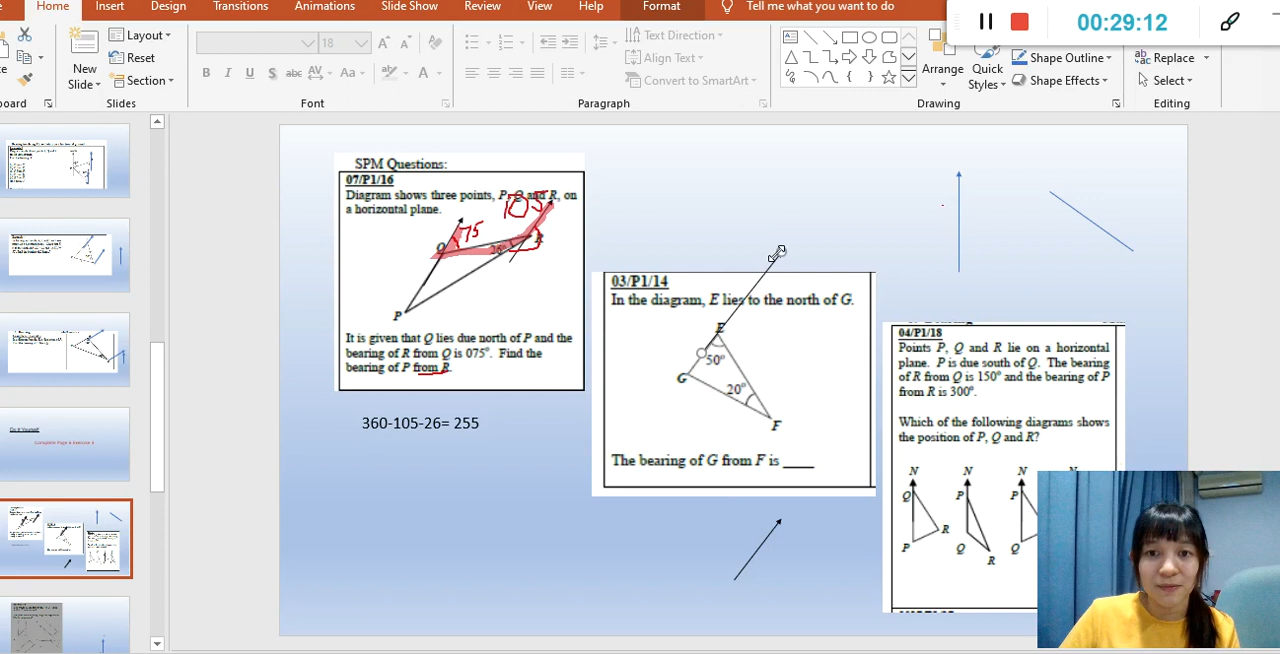 Home Insert Design Transitions Animations Slide Show Review View Help Format Tell me what you want to do
00:29:12
New Slide
Layout
Reset
Section
18
B I U S abc AV Aa A
Text Direction
Align Text
Convert to SmartArt
Arrange
Quick Styles
Shape Outline
Shape Effects
Replace
Select
oard Slides Font Paragraph Drawing Editing
SPM Questions:
07/P1/16
Diagram shows three points, P, Q and R, on
a horizontal plane.
105
75
Q
26°
R
P
It is given that Q lies due north of P and the
bearing of R from Q is 075°. Find the
bearing of P from R.
360-105-26= 255
03/P1/14
In the diagram, E lies to the north of G.
E
50°
G
20°
F
The bearing of G from F is ____
04/P1/18
Points P, Q and R lie on a horizontal
plane. P is due south of Q. The bearing
of R from Q is 150° and the bearing of P
from R is 300°.
Which of the following diagrams shows
the position of P, Q and R?
N N N N
Q P P
R
P Q Q
R